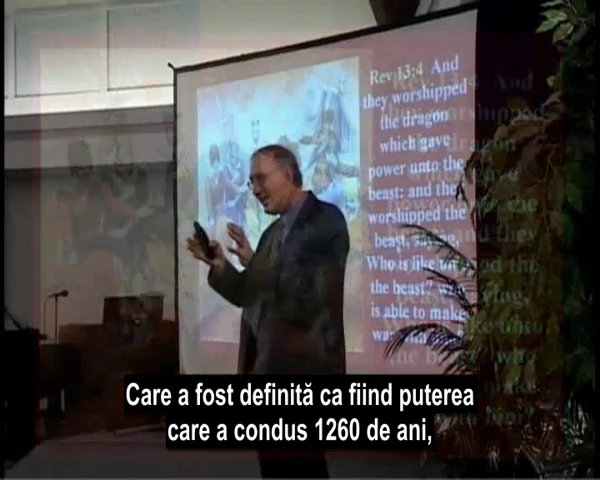 Rev 13:4 And
they worshipped
the dragon
which gave
power unto the
beast: and they
worshipped the
beast, saying,
Who is like unto
the beast? who
is able to make
war
Care a fost definită ca fiind puterea
care a condus 1260 de ani,